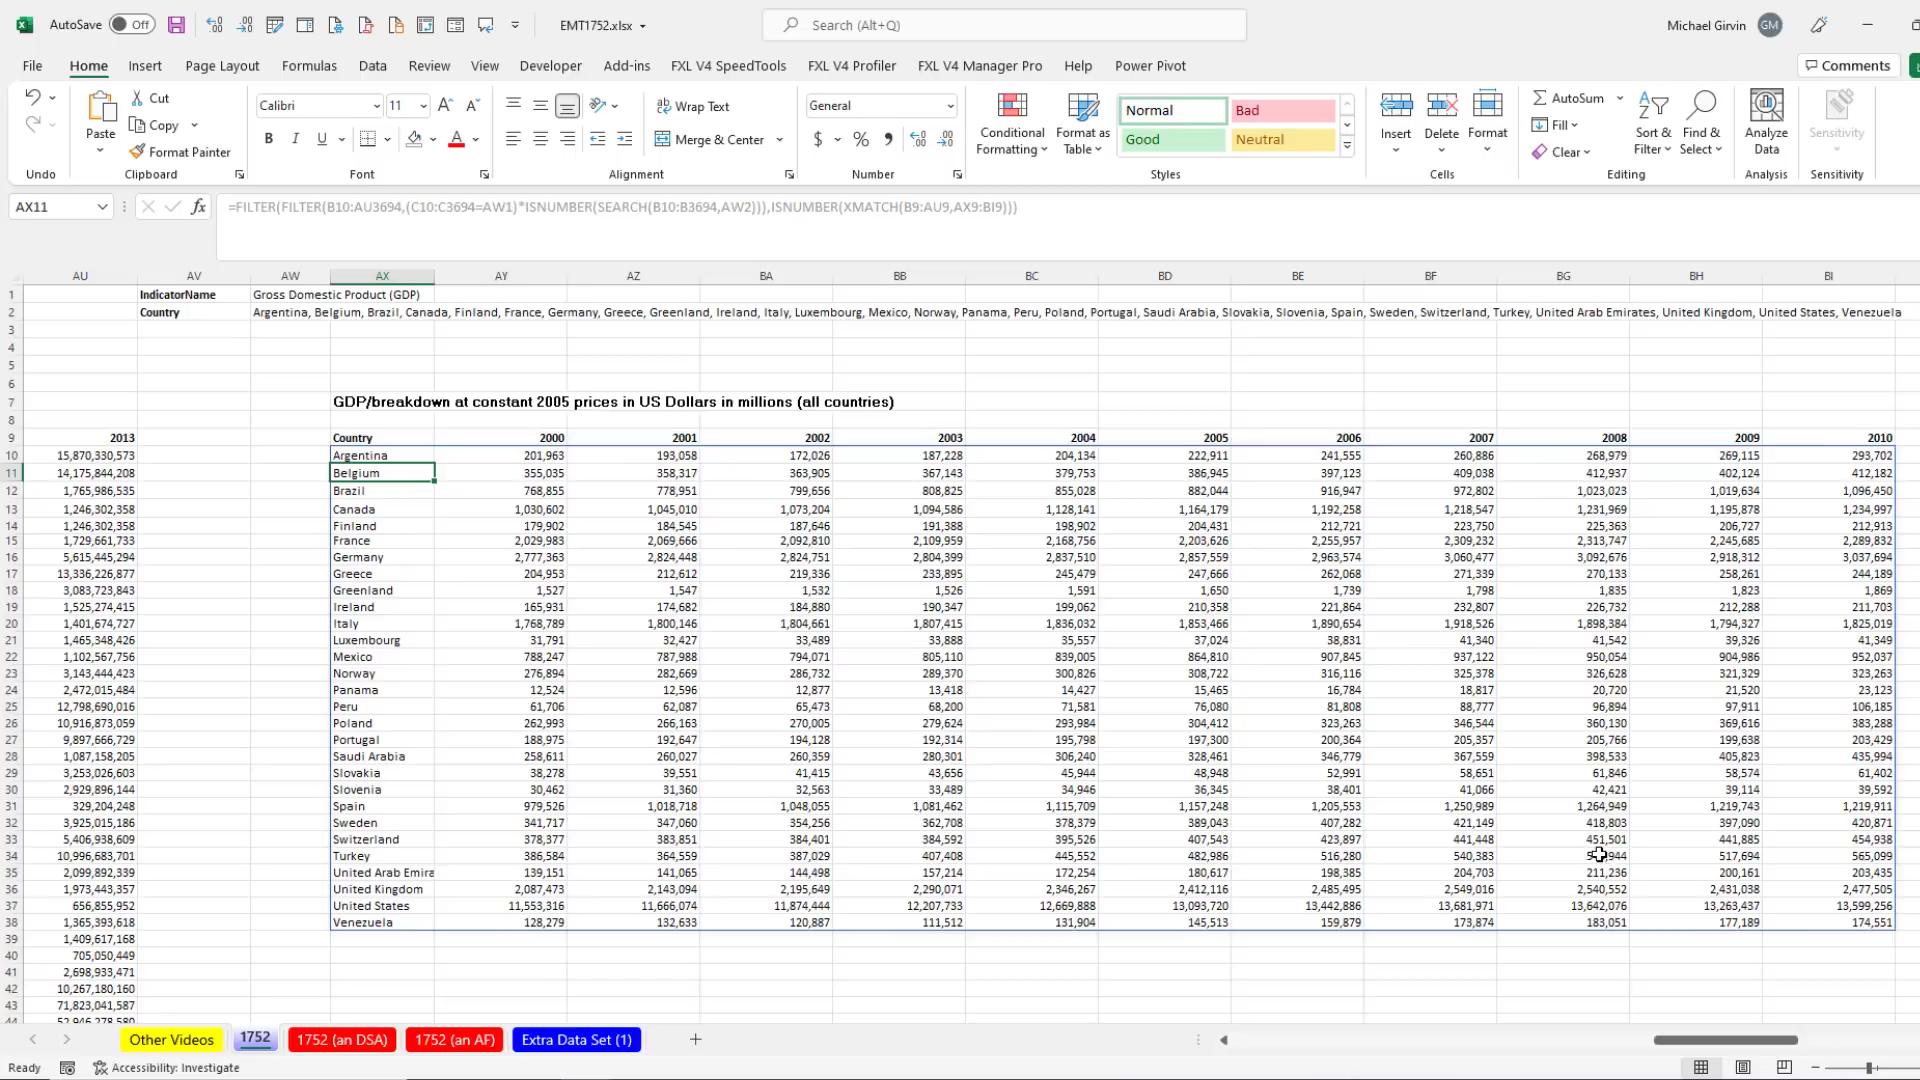 AutoSave Off EMT1752.xlsx Search (Alt+Q) Michael Girvin GM
File Home Insert Page Layout Formulas Data Review View Developer Add-ins FXL V4 SpeedTools FXL V4 Profiler FXL V4 Manager Pro Help Power Pivot Comments
Cut
Copy
Format Painter
Paste
Calibri 11
Wrap Text
Merge & Center
General
Conditional Formatting
Format as Table
Normal Bad
Good Neutral
Insert Delete Format
AutoSum
Fill
Clear
Sort & Filter
Find & Select
Analyze Data
Sensitivity
Undo Clipboard Font Alignment Number Styles Cells Editing Analysis Sensitivity
AX11 fx =FILTER(FILTER(B10:AU3694,(C10:C3694=AW1)*ISNUMBER(SEARCH(B10:B3694,AW2))),ISNUMBER(XMATCH(B9:AU9,AX9:BI9)))
AU AV AW AX AY AZ BA BB BC BD BE BF BG BH BI
1 IndicatorName Gross Domestic Product (GDP)
2 Country Argentina, Belgium, Brazil, Canada, Finland, France, Germany, Greece, Greenland, Ireland, Italy, Luxembourg, Mexico, Norway, Panama, Peru, Poland, Portugal, Saudi Arabia, Slovakia, Slovenia, Spain, Sweden, Switzerland, Turkey, United Arab Emirates, United Kingdom, United States, Venezuela
3
4
5
6
7 GDP/breakdown at constant 2005 prices in US Dollars in millions (all countries)
8
9 2013 Country 2000 2001 2002 2003 2004 2005 2006 2007 2008 2009 2010
10 15,870,330,573 Argentina 201,963 193,058 172,026 187,228 204,134 222,911 241,555 260,886 268,979 269,115 293,702
11 14,175,844,208 Belgium 355,035 358,317 363,905 367,143 379,753 386,945 397,123 409,038 412,937 402,124 412,182
12 1,765,986,535 Brazil 768,855 778,951 799,656 808,825 855,028 882,044 916,947 972,802 1,023,023 1,019,634 1,096,450
13 1,246,302,358 Canada 1,030,602 1,045,010 1,073,204 1,094,586 1,128,141 1,164,179 1,192,258 1,218,547 1,231,969 1,195,878 1,234,997
14 1,246,302,358 Finland 179,902 184,545 187,646 191,388 198,902 204,431 212,721 223,750 225,363 206,727 212,913
15 1,729,661,733 France 2,029,983 2,069,666 2,092,810 2,109,959 2,168,756 2,203,626 2,255,957 2,309,232 2,313,747 2,245,685 2,289,832
16 5,615,445,294 Germany 2,777,363 2,824,448 2,824,751 2,804,399 2,837,510 2,857,559 2,963,574 3,060,477 3,092,676 2,918,312 3,037,694
17 13,336,226,877 Greece 204,953 212,612 219,336 233,895 245,479 247,666 262,068 271,339 270,133 258,261 244,189
18 3,083,723,843 Greenland 1,527 1,547 1,532 1,526 1,591 1,650 1,739 1,798 1,835 1,823 1,869
19 1,525,274,415 Ireland 165,931 174,682 184,880 190,347 199,062 210,358 221,864 232,807 226,732 212,288 211,703
20 1,401,674,727 Italy 1,768,789 1,800,146 1,804,661 1,807,415 1,836,032 1,853,466 1,890,654 1,918,526 1,898,384 1,794,327 1,825,019
21 1,465,348,426 Luxembourg 31,791 32,427 33,489 33,888 35,557 37,024 38,831 41,340 41,542 39,326 41,349
22 1,102,567,756 Mexico 788,247 787,988 794,071 805,110 839,005 864,810 907,845 937,122 950,054 904,986 952,037
23 3,143,444,423 Norway 276,894 282,669 286,732 289,370 300,826 308,722 316,116 325,378 326,628 321,329 323,263
24 2,472,015,484 Panama 12,524 12,596 12,877 13,418 14,427 15,465 16,784 18,817 20,720 21,520 23,123
25 12,798,690,016 Peru 61,706 62,087 65,473 68,200 71,581 76,080 81,808 88,777 96,894 97,911 106,185
26 10,916,873,059 Poland 262,993 266,163 270,005 279,624 293,984 304,412 323,263 346,544 360,130 369,616 383,288
27 9,897,666,729 Portugal 188,975 192,647 194,128 192,314 195,798 197,300 200,364 205,357 205,766 199,638 203,429
28 1,087,158,205 Saudi Arabia 258,611 260,027 260,359 280,301 306,240 328,461 346,779 367,559 398,533 405,823 435,994
29 3,253,026,603 Slovakia 38,278 39,551 41,415 43,656 45,944 48,948 52,991 58,651 61,846 58,574 61,402
30 2,929,896,144 Slovenia 30,462 31,360 32,563 33,489 34,946 36,345 38,401 41,066 42,421 39,114 39,592
31 329,204,248 Spain 979,526 1,018,718 1,048,055 1,081,462 1,115,709 1,157,248 1,205,553 1,250,989 1,264,949 1,219,743 1,219,911
32 3,925,015,186 Sweden 341,717 347,060 354,256 362,708 378,379 389,043 407,282 421,149 418,803 397,090 420,871
33 5,406,938,609 Switzerland 378,377 383,851 384,401 384,592 395,526 407,543 423,897 441,448 451,501 441,885 454,938
34 10,996,683,701 Turkey 386,584 364,559 387,029 407,408 445,552 482,986 516,280 540,383 517,694 565,099
35 2,099,892,339 United Arab Emira 139,151 141,065 144,498 157,214 172,254 180,617 198,385 204,703 211,236 200,161 203,435
36 1,973,443,357 United Kingdom 2,087,473 2,143,094 2,195,649 2,290,071 2,346,267 2,412,116 2,485,495 2,549,016 2,540,552 2,431,038 2,477,505
37 656,855,952 United States 11,553,316 11,666,074 11,874,444 12,207,733 12,669,888 13,093,720 13,442,886 13,681,971 13,642,076 13,263,437 13,599,256
38 1,365,393,618 Venezuela 128,279 132,633 120,887 111,512 131,904 145,513 159,879 173,874 183,051 177,189 174,551
39 1,409,617,168
40 705,050,449
41 2,698,933,471
42 10,267,180,160
43 71,823,041,587
44 52,946,278,580
Other Videos 1752 1752 (an DSA) 1752 (an AF) Extra Data Set (1)
Ready Accessibility: Investigate